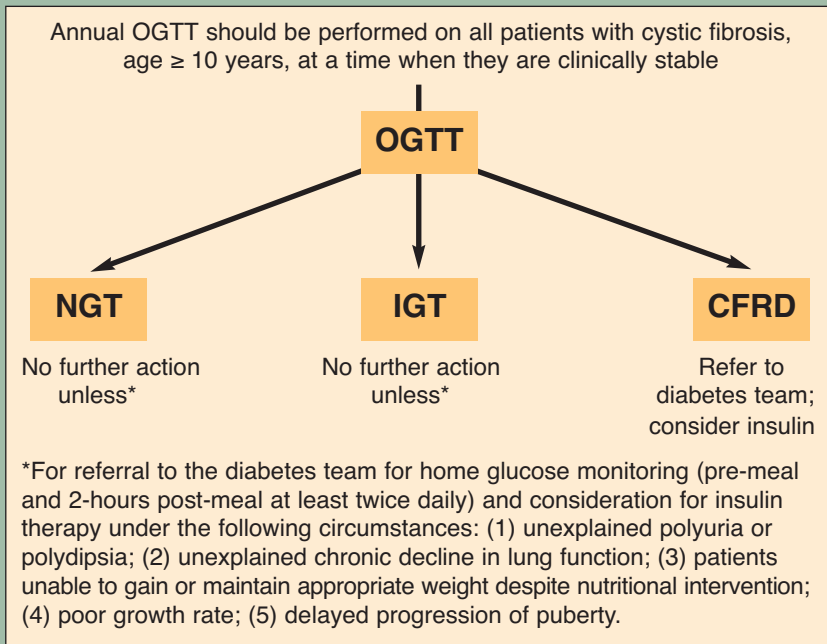 Annual OGTT should be performed on all patients with cystic fibrosis,
age ≥ 10 years, at a time when they are clinically stable
OGTT
NGT
No further action
unless*
IGT
No further action
unless*
CFRD
Refer to
diabetes team;
consider insulin
*For referral to the diabetes team for home glucose monitoring (pre-meal
and 2-hours post-meal at least twice daily) and consideration for insulin
therapy under the following circumstances: (1) unexplained polyuria or
polydipsia; (2) unexplained chronic decline in lung function; (3) patients
unable to gain or maintain appropriate weight despite nutritional intervention;
(4) poor growth rate; (5) delayed progression of puberty.